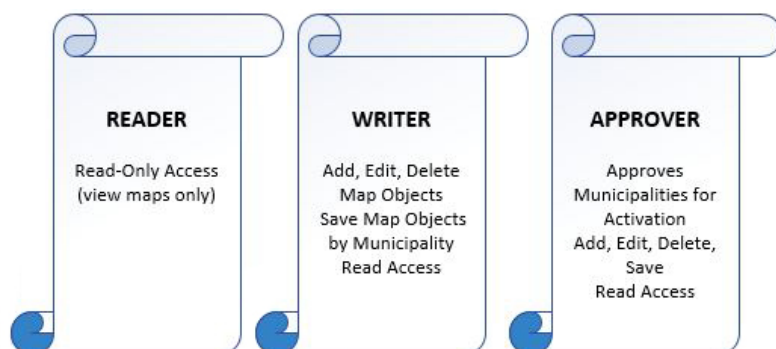 READER
Read-Only Access
(view maps only)
WRITER
Add, Edit, Delete
Map Objects
Save Map Objects
by Municipality
Read Access
APPROVER
Approves
Municipalities for
Activation
Add, Edit, Delete,
Save
Read Access